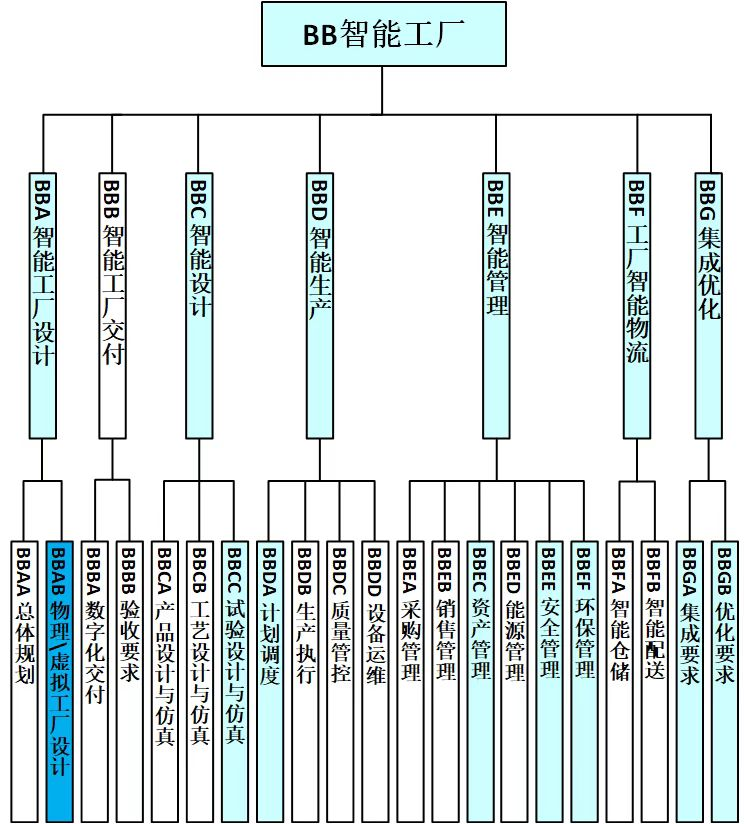 BB智能工厂
BBA 智能工厂设计
BBB 智能工厂交付
BBC 智能设计
BBD 智能生产
BBE 智能管理
BBF 工厂智能物流
BBG 集成优化
BBAA 总体规划
BBAB 物理/虚拟工厂设计
BBBA 数字化交付
BBBB 验收要求
BBCA 产品设计与仿真
BBCB 工艺设计与仿真
BBCC 试验设计与仿真
BBDA 计划调度
BBDB 生产执行
BBDC 质量管控
BBDD 设备运维
BBEA 采购管理
BBEB 销售管理
BBEC 资产管理
BBED 能源管理
BBEE 安全管理
BBEF 环保管理
BBFA 智能仓储
BBFB 智能配送
BBGA 集成要求
BBGB 优化要求